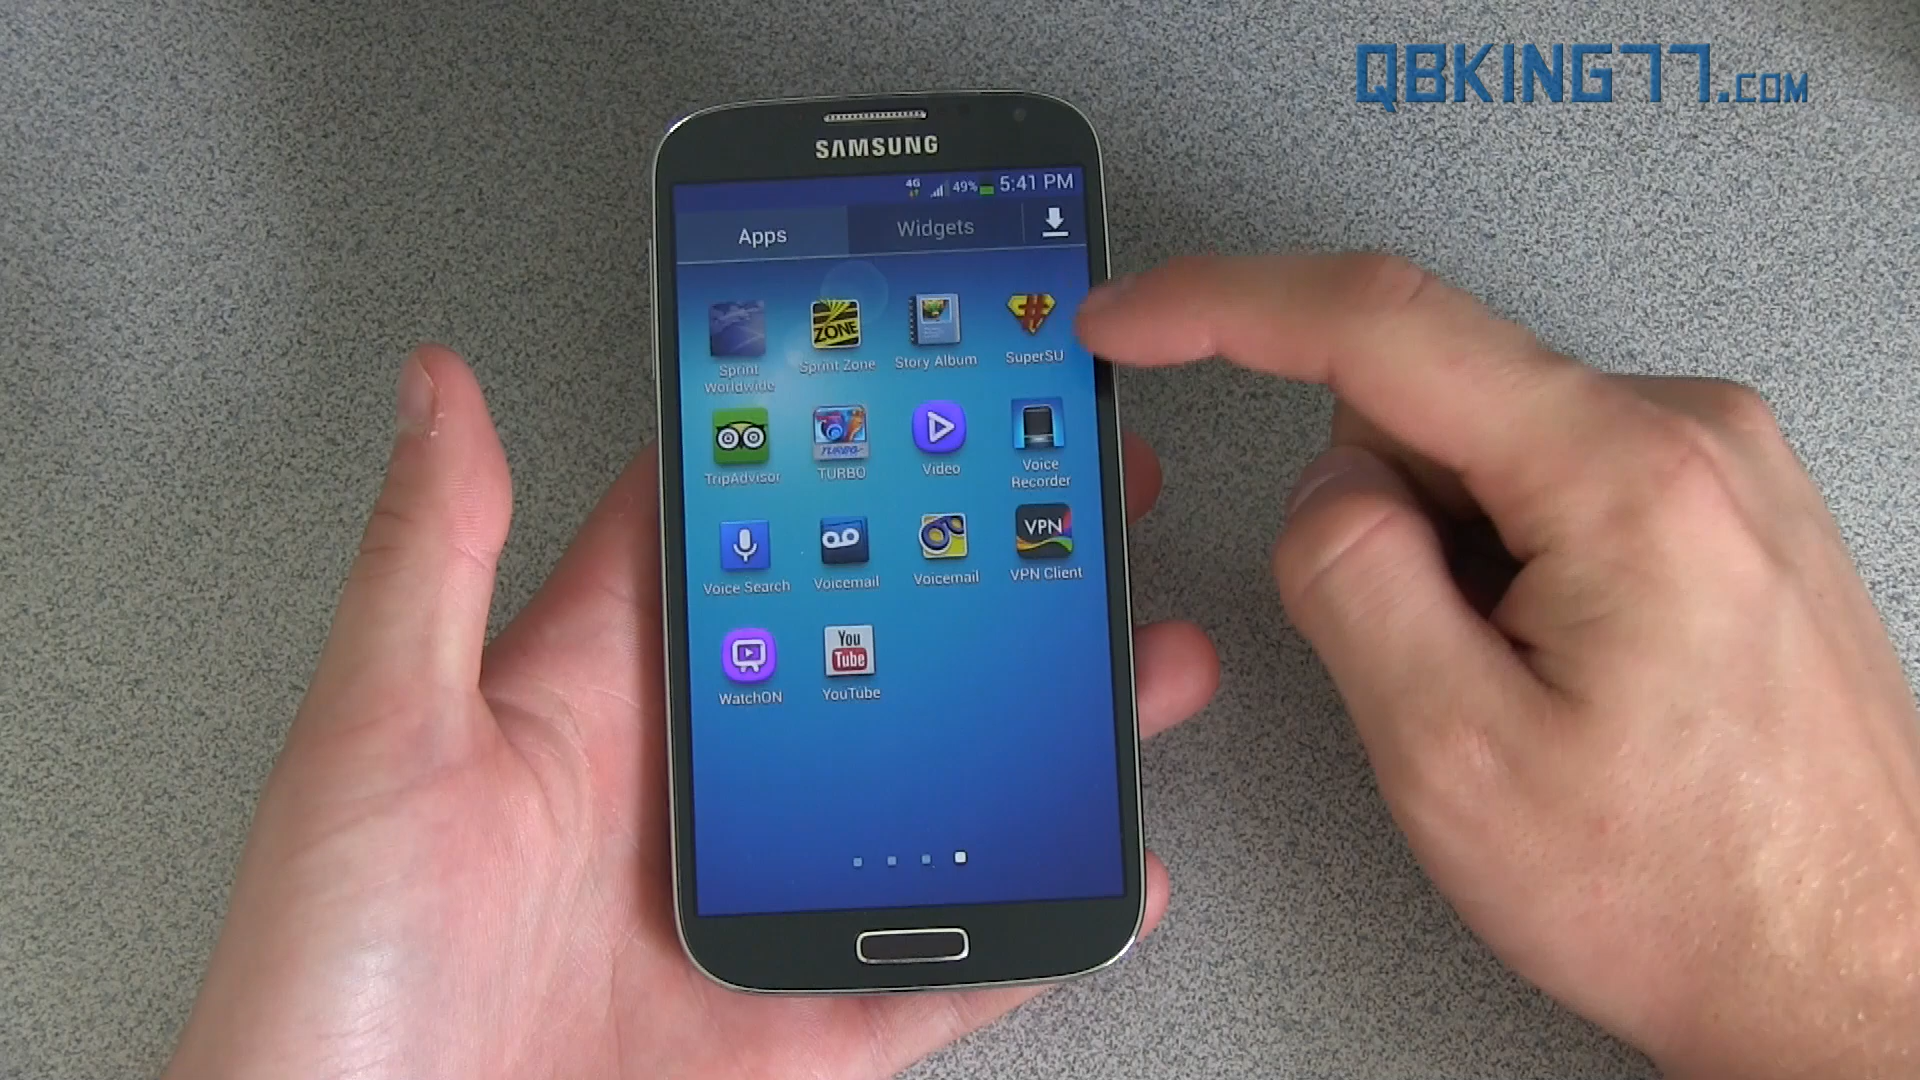 QBKING77.COM
SAMSUNG
4G 49% 5:41 PM
Apps Widgets
ZONE
Sprint Worldwide Sprint Zone Story Album SuperSU
TURBO
TripAdvisor TURBO Video Voice Recorder
VPN
Voice Search Voicemail Voicemail VPN Client
You Tube
WatchON YouTube